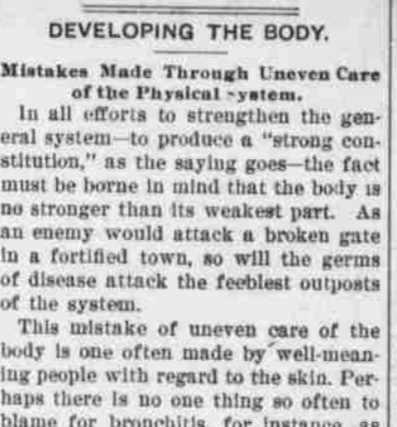 DEVELOPING THE BODY.
Mistakes Made Through Uneven Care
of the Physical System.
In all efforts to strengthen the gen-
eral system—to produce a "strong con-
stitution," as the saying goes—the fact
must be borne in mind that the body is
no stronger than its weakest part. As
an enemy would attack a broken gate
in a fortified town, so will the germs
of disease attack the feeblest outposts
of the system.
This mistake of uneven care of the
body is one often made by well-mean-
ing people with regard to the skin. Per-
haps there is no one thing so often to
blame for bronchitis, for instance, as